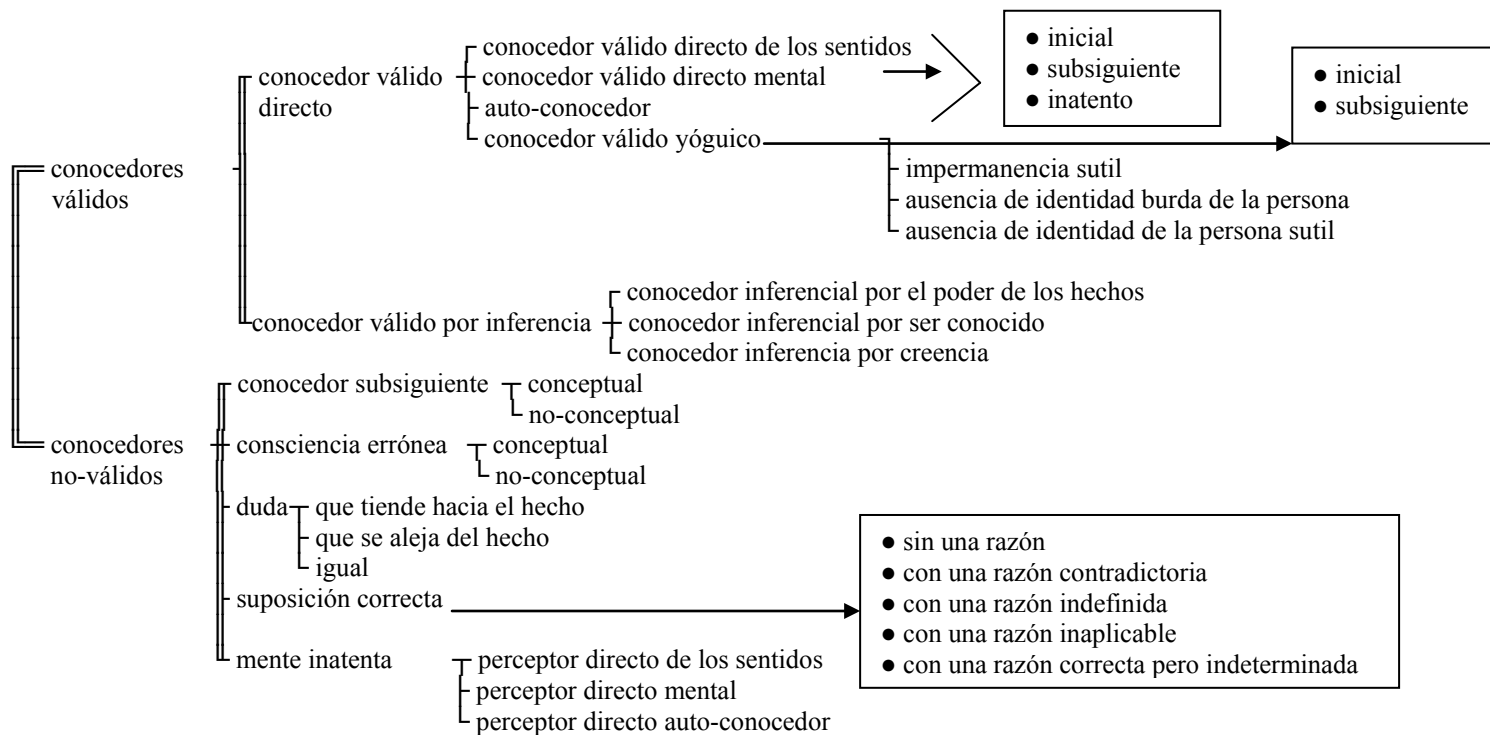 conocedor válido directo de los sentidos
conocedor válido directo mental
auto-conocedor
conocedor válido yóguico
conocedor válido
directo
● inicial
● subsiguiente
● inatento
● inicial
● subsiguiente
impermanencia sutil
ausencia de identidad burda de la persona
ausencia de identidad de la persona sutil
conocedores
válidos
conocedor inferencial por el poder de los hechos
conocedor válido por inferencia
conocedor inferencial por ser conocido
conocedor inferencia por creencia
conocedor subsiguiente
conceptual
no-conceptual
conocedores
no-válidos
consciencia errónea
conceptual
no-conceptual
duda
que tiende hacia el hecho
que se aleja del hecho
igual
suposición correcta
● sin una razón
● con una razón contradictoria
● con una razón indefinida
● con una razón inaplicable
● con una razón correcta pero indeterminada
mente inatenta
perceptor directo de los sentidos
perceptor directo mental
perceptor directo auto-conocedor